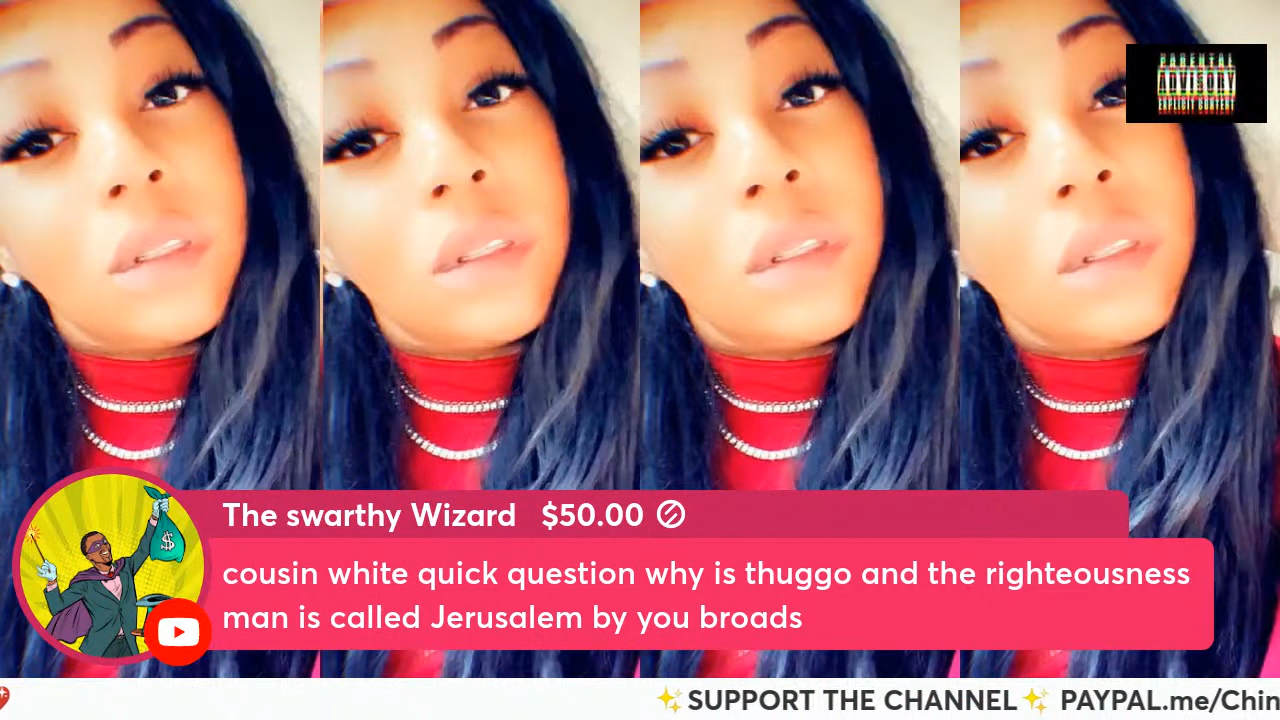 PARENTAL
ADVISORY
EXPLICIT CONTENT
The swarthy Wizard $50.00
cousin white quick question why is thuggo and the righteousness
man is called Jerusalem by you broads
$
✨SUPPORT THE CHANNEL✨ PAYPAL.me/Chin